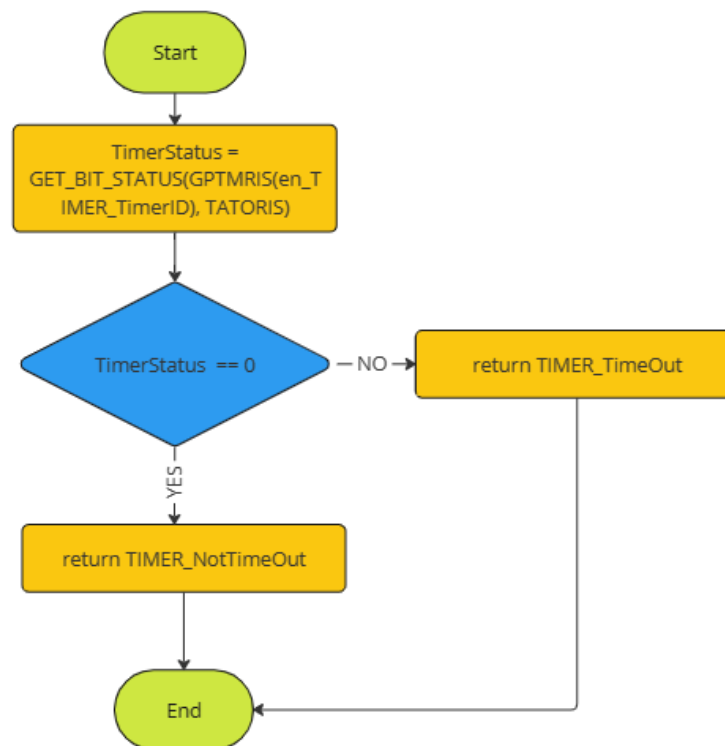 Start
TimerStatus =
GET_BIT_STATUS(GPTMRIS(en_T
IMER_TimerID), TATORIS)
TimerStatus == 0
NO
return TIMER_TimeOut
YES
return TIMER_NotTimeOut
End